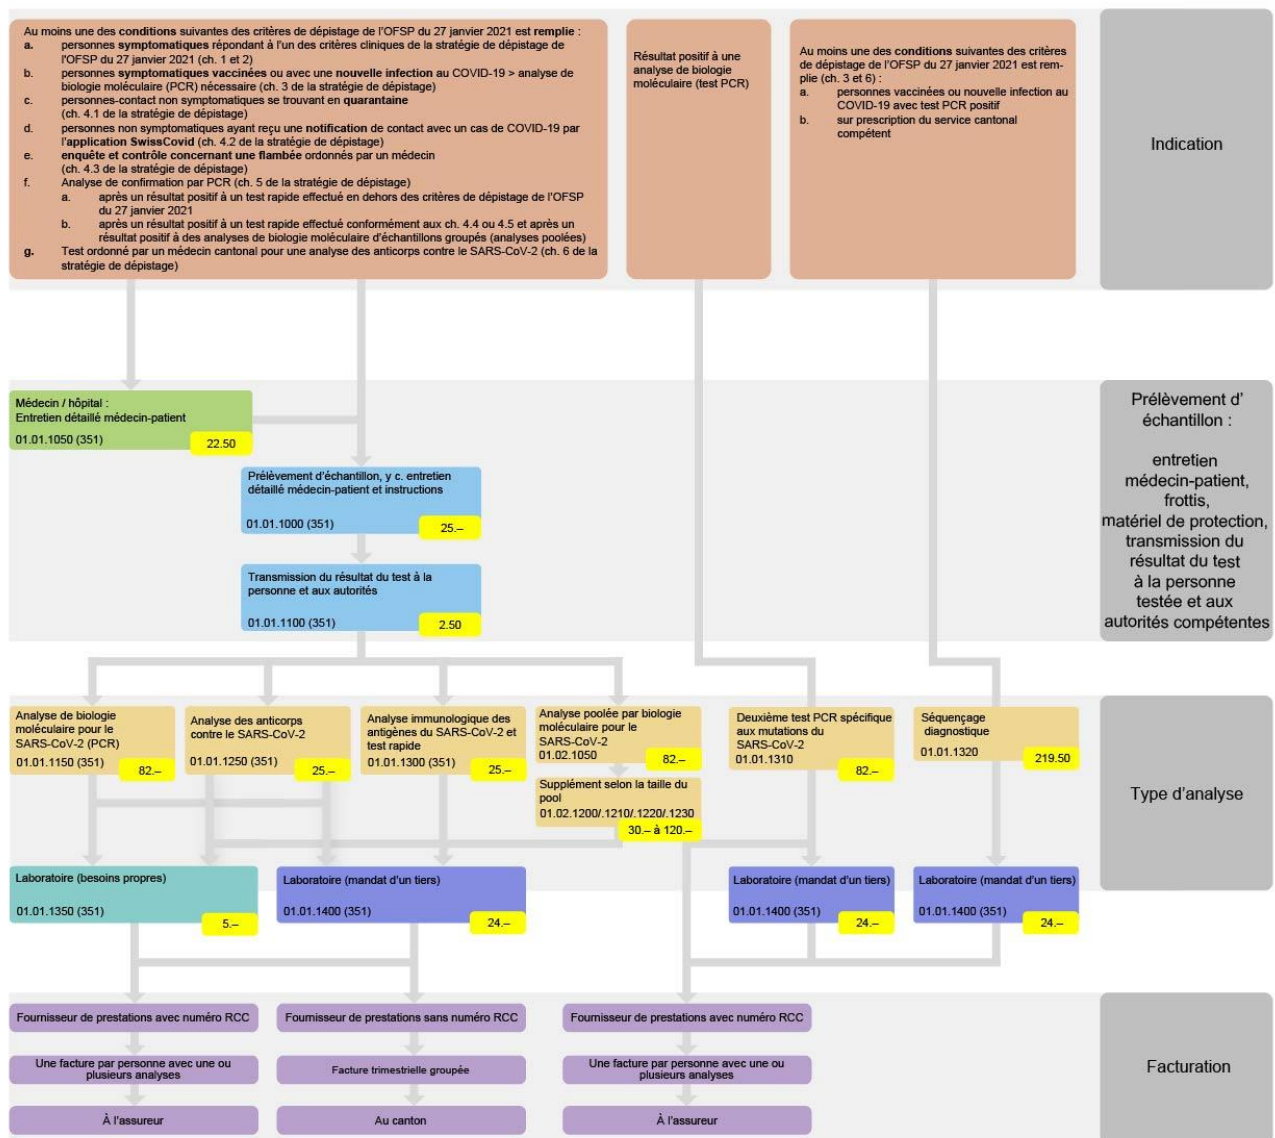 Au moins une des conditions suivantes des critères de dépistage de l'OFSP du 27 janvier 2021 est remplie :
a. personnes symptomatiques répondant à l'un des critères cliniques de la stratégie de dépistage de
l'OFSP du 27 janvier 2021 (ch. 1 et 2)
b. personnes symptomatiques vaccinées ou avec une nouvelle infection au COVID-19 > analyse de
biologie moléculaire (PCR) nécessaire (ch. 3 de la stratégie de dépistage)
c. personnes-contact non symptomatiques se trouvant en quarantaine
(ch. 4.1 de la stratégie de dépistage)
d. personnes non symptomatiques ayant reçu une notification de contact avec un cas de COVID-19 par
l'application SwissCovid (ch. 4.2 de la stratégie de dépistage)
e. enquête et contrôle concernant une flambée ordonnés par un médecin
(ch. 4.3 de la stratégie de dépistage)
f. Analyse de confirmation par PCR (ch. 5 de la stratégie de dépistage)
a. après un résultat positif à un test rapide effectué en dehors des critères de dépistage de l'OFSP
du 27 janvier 2021
b. après un résultat positif à un test rapide effectué conformément aux ch. 4.4 ou 4.5 et après un
résultat positif à des analyses de biologie moléculaire d'échantillons groupés (analyses poolées)
g. Test ordonné par un médecin cantonal pour une analyse des anticorps contre le SARS-CoV-2 (ch. 6 de la
stratégie de dépistage)
Résultat positif à une
analyse de biologie
moléculaire (test PCR)
Au moins une des conditions suivantes des critères
de dépistage de l'OFSP du 27 janvier 2021 est rem-
plie (ch. 3 et 6) :
a. personnes vaccinées ou nouvelle infection au
COVID-19 avec test PCR positif
b. sur prescription du service cantonal
compétent
Indication
Médecin / hôpital :
Entretien détaillé médecin-patient
01.01.1050 (351)
22.50
Prélèvement d'échantillon, y c. entretien
détaillé médecin-patient et instructions
01.01.1000 (351)
25.–
Transmission du résultat du test à la
personne et aux autorités
01.01.1100 (351)
2.50
Prélèvement d'
échantillon :
entretien
médecin-patient,
frottis,
matériel de protection,
transmission du
résultat du test
à la personne
testée et aux
autorités compétentes
Analyse de biologie
moléculaire pour le
SARS-CoV-2 (PCR)
01.01.1150 (351)
82.–
Analyse des anticorps
contre le SARS-CoV-2
01.01.1250 (351)
25.–
Analyse immunologique des
antigènes du SARS-CoV-2 et
test rapide
01.01.1300 (351)
25.–
Analyse poolée par biologie
moléculaire pour le
SARS-CoV-2
01.02.1050
82.–
Supplément selon la taille du
pool
01.02.1200/.1210/.1220/.1230
30.– à 120.–
Deuxième test PCR spécifique
aux mutations du
SARS-CoV-2
01.01.1310
82.–
Séquençage
diagnostique
01.01.1320
219.50
Type d'analyse
Laboratoire (besoins propres)
01.01.1350 (351)
5.–
Laboratoire (mandat d'un tiers)
01.01.1400 (351)
24.–
Laboratoire (mandat d'un tiers)
01.01.1400 (351)
24.–
Laboratoire (mandat d'un tiers)
01.01.1400 (351)
24.–
Fournisseur de prestations avec numéro RCC
Une facture par personne avec une ou
plusieurs analyses
À l'assureur
Fournisseur de prestations sans numéro RCC
Facture trimestrielle groupée
Au canton
Fournisseur de prestations avec numéro RCC
Une facture par personne avec une ou
plusieurs analyses
À l'assureur
Facturation